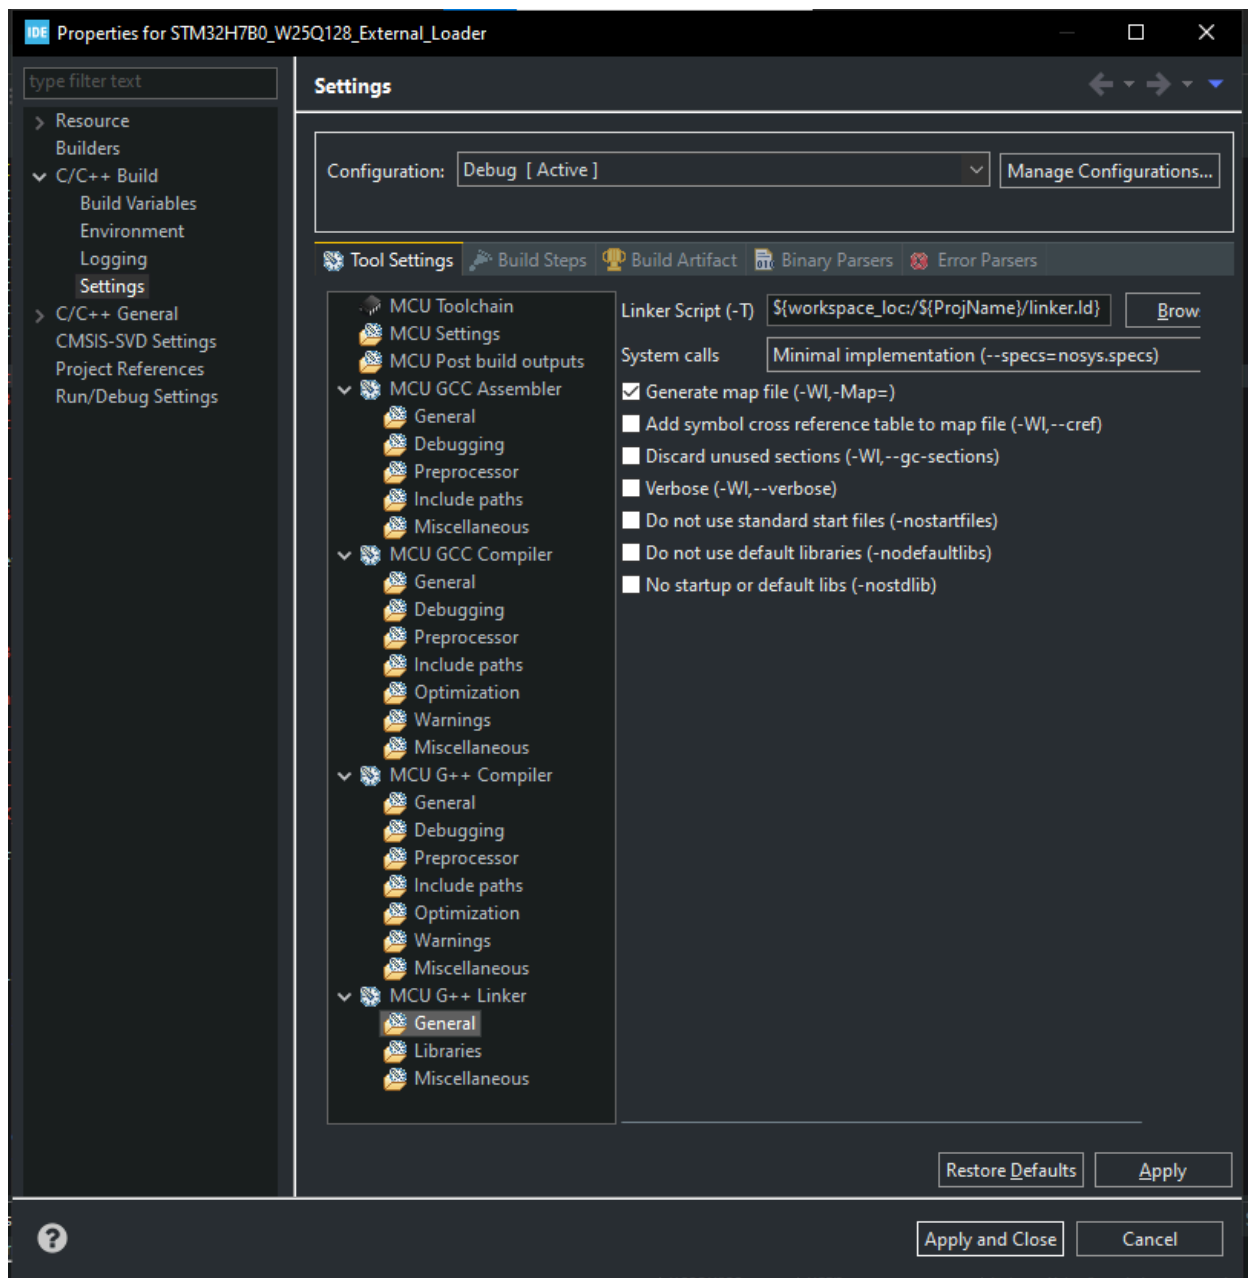 IDE Properties for STM32H7B0_W25Q128_External_Loader
type filter text
Resource
Builders
C/C++ Build
Build Variables
Environment
Logging
Settings
C/C++ General
CMSIS-SVD Settings
Project References
Run/Debug Settings
Settings
Configuration: Debug [ Active ] Manage Configurations...
Tool Settings Build Steps Build Artifact Binary Parsers Error Parsers
MCU Toolchain
MCU Settings
MCU Post build outputs
MCU GCC Assembler
General
Debugging
Preprocessor
Include paths
Miscellaneous
MCU GCC Compiler
General
Debugging
Preprocessor
Include paths
Optimization
Warnings
Miscellaneous
MCU G++ Compiler
General
Debugging
Preprocessor
Include paths
Optimization
Warnings
Miscellaneous
MCU G++ Linker
General
Libraries
Miscellaneous
Linker Script (-T) ${workspace_loc:/${ProjName}/linker.ld} Brow
System calls Minimal implementation (--specs=nosys.specs)
Generate map file (-Wl,-Map=)
Add symbol cross reference table to map file (-Wl,--cref)
Discard unused sections (-Wl,--gc-sections)
Verbose (-Wl,--verbose)
Do not use standard start files (-nostartfiles)
Do not use default libraries (-nodefaultlibs)
No startup or default libs (-nostdlib)
Restore Defaults Apply
Apply and Close Cancel